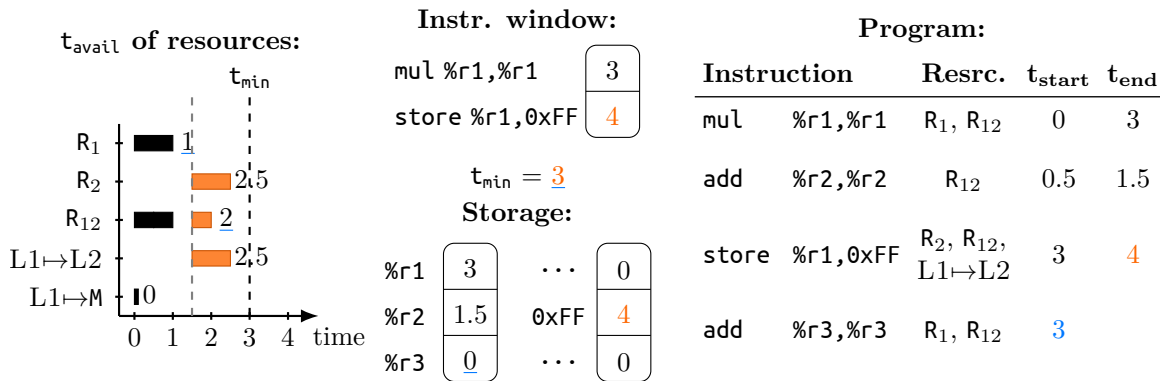 t_avail of resources:
t_min
R₁ 1
R₂ 2.5
R₁₂ 2
L1↦L2 2.5
L1↦M 0
0 1 2 3 4 time
Instr. window:
mul %r1,%r1 3
store %r1,0xFF 4
t_min = 3
Storage:
%r1 3 ··· 0
%r2 1.5 0xFF 4
%r3 0 ··· 0
Program:
Instruction Resrc. t_start t_end
mul %r1,%r1 R₁, R₁₂ 0 3
add %r2,%r2 R₁₂ 0.5 1.5
store %r1,0xFF R₂, R₁₂, 3 4
L1↦L2
add %r3,%r3 R₁, R₁₂ 3